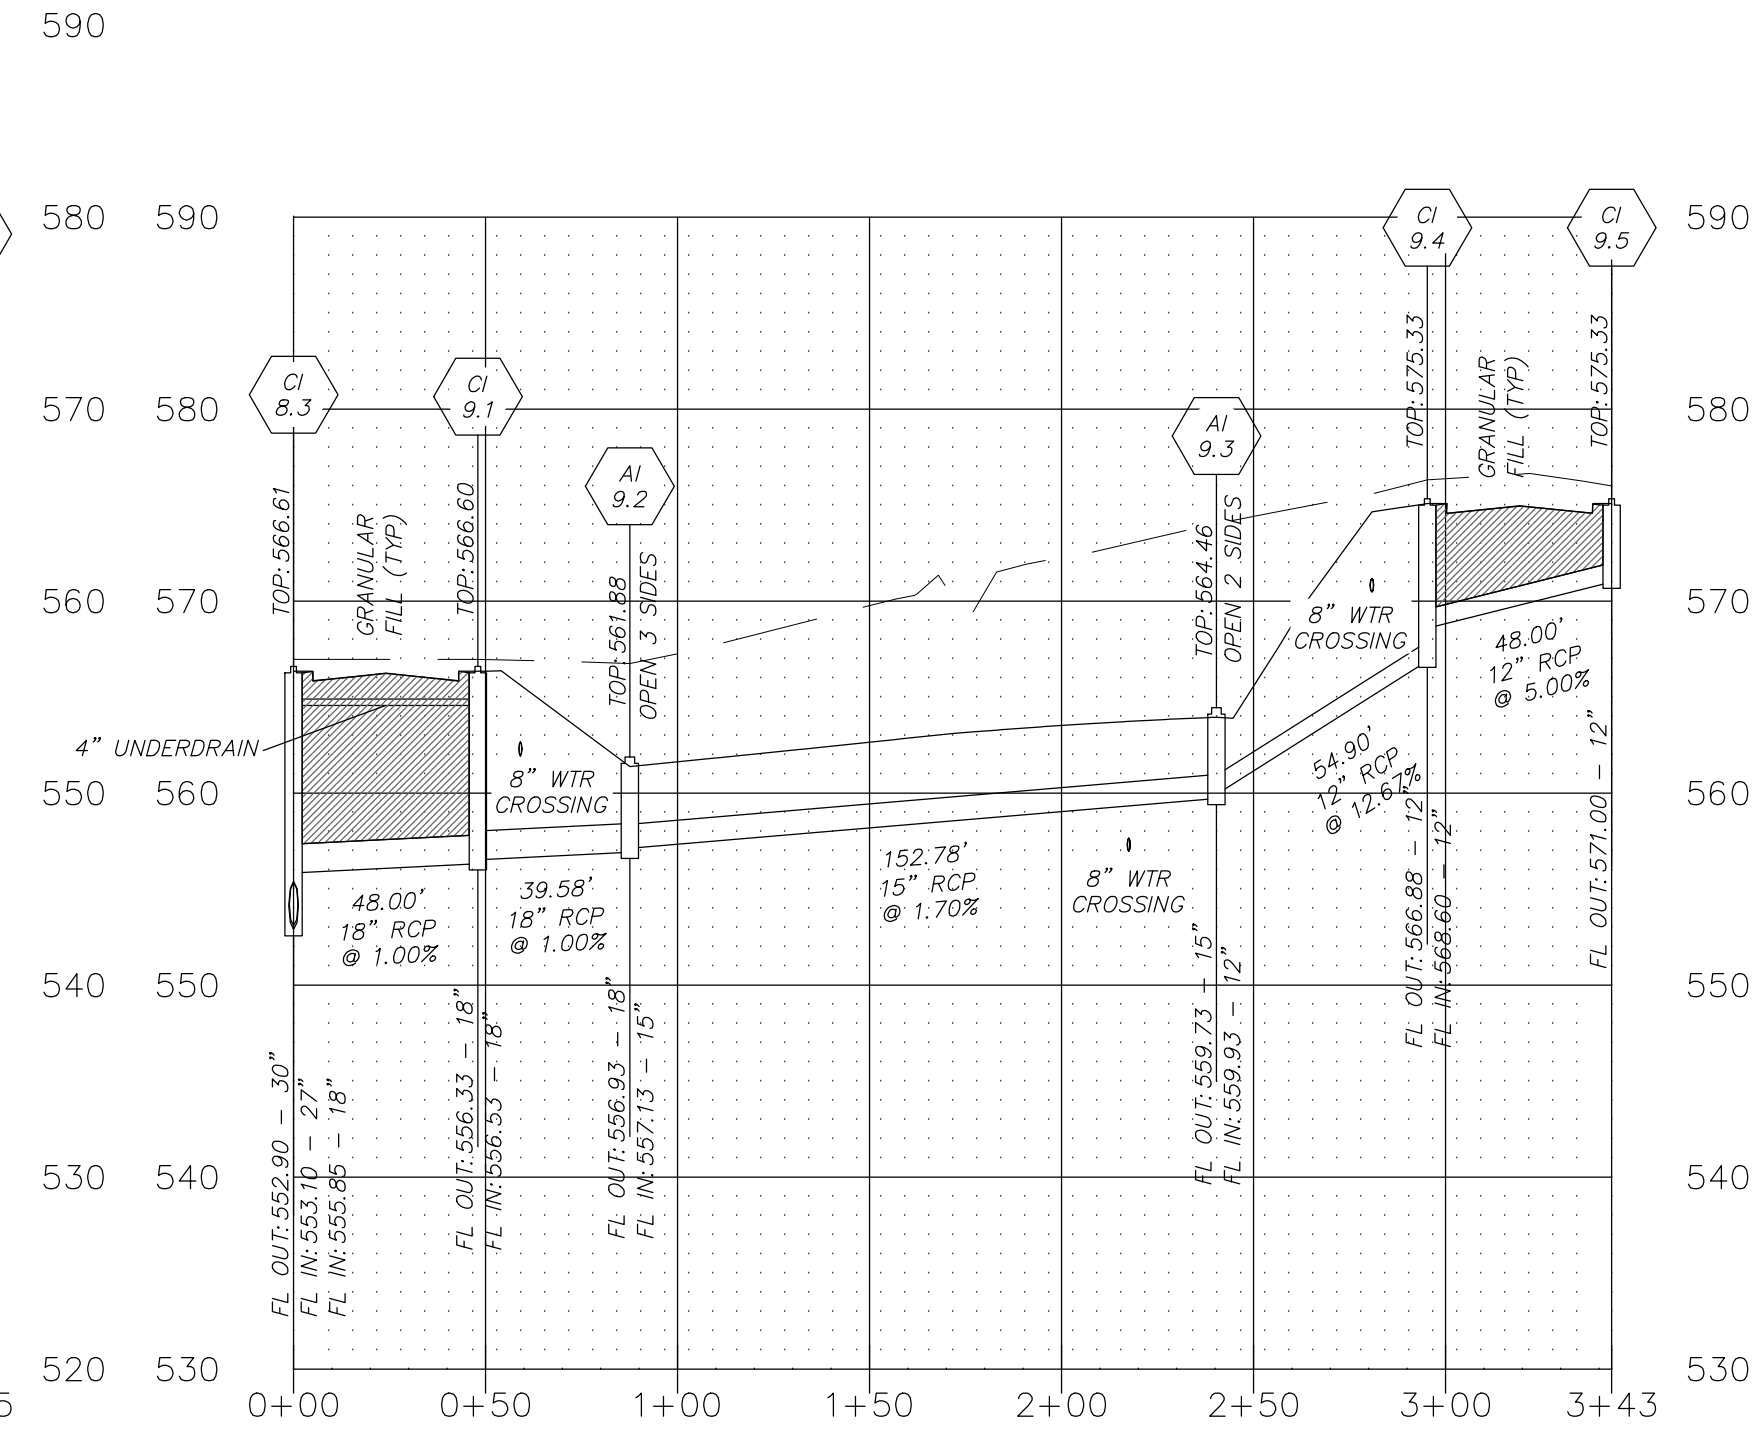 590
580
570
560
550
540
530
520
5
590
580
570
560
550
540
530
590
580
570
560
550
540
530
CI
8.3
CI
9.1
AI
9.2
AI
9.3
CI
9.4
CI
9.5
TOP:566.61
GRANULAR
FILL (TYP)
TOP:566.60
TOP:561.88
OPEN 3 SIDES
TOP:564.46
OPEN 2 SIDES
TOP:575.33
GRANULAR
FILL (TYP)
TOP:575.33
4" UNDERDRAIN
8" WTR
CROSSING
8" WTR
CROSSING
8" WTR
CROSSING
48.00'
18" RCP
@ 1.00%
39.58'
18" RCP
@ 1.00%
152.78'
15" RCP
@ 1.70%
54.90'
12" RCP
@ 12.67%
48.00'
12" RCP
@ 5.00%
FL OUT:552.90 - 30"
FL IN:553.10 - 27"
FL IN:555.85 - 18"
FL OUT:556.33 - 18"
FL IN:556.53 - 18"
FL OUT:556.93 - 18"
FL IN:557.13 - 15"
FL OUT:559.73 - 15"
FL IN:559.93 - 12"
FL OUT:566.88 - 12"
FL IN:568.60 - 12"
FL OUT:571.00 - 12"
0+00 0+50 1+00 1+50 2+00 2+50 3+00 3+43